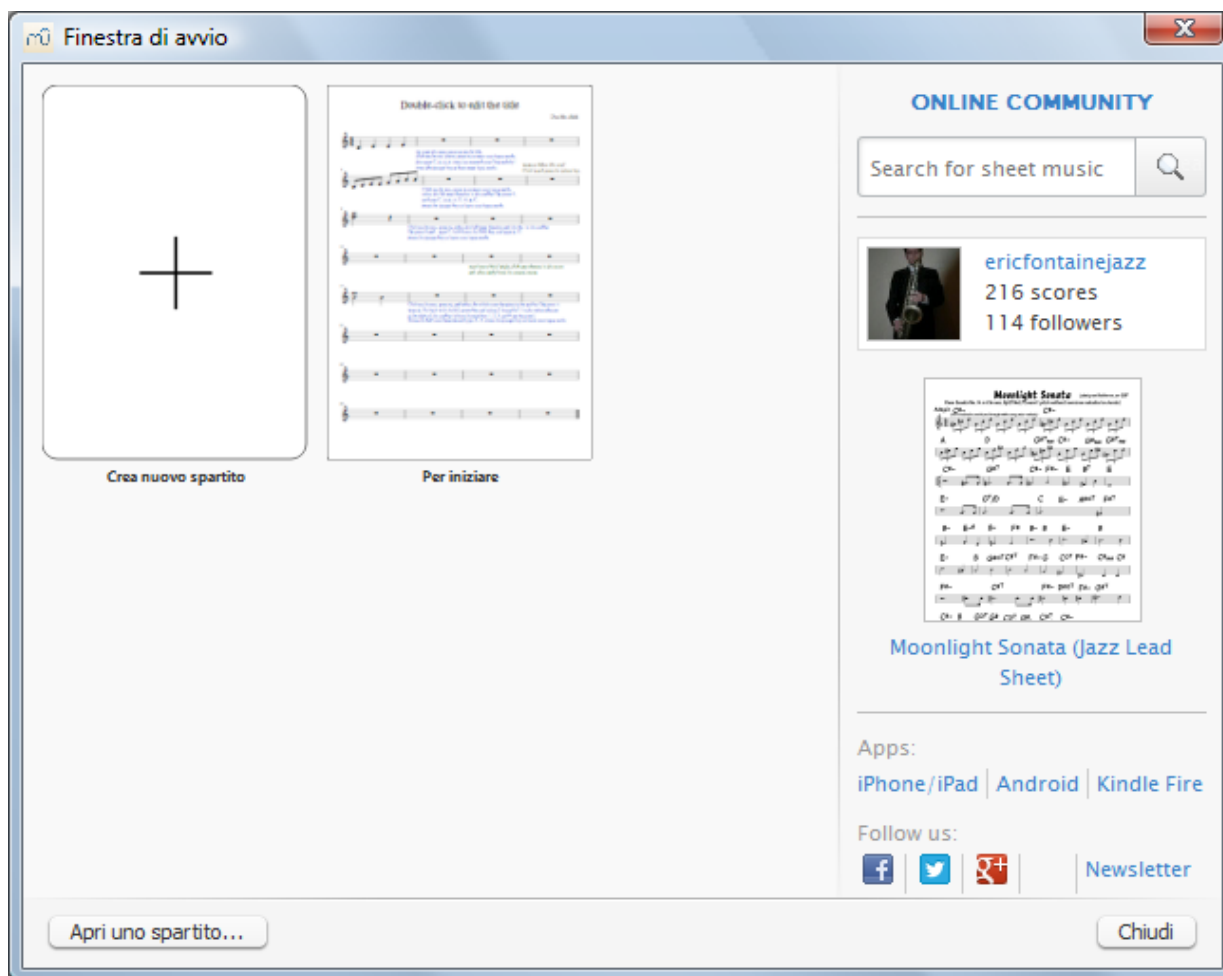 Finestra di avvio
Double-click to edit the title
Crea nuovo spartito
Per iniziare
ONLINE COMMUNITY
Search for sheet music
ericfontainejazz
216 scores
114 followers
Moonlight Sonata
Moonlight Sonata (Jazz Lead
Sheet)
Apps:
iPhone/iPad
Android
Kindle Fire
Follow us:
Newsletter
Apri uno spartito...
Chiudi